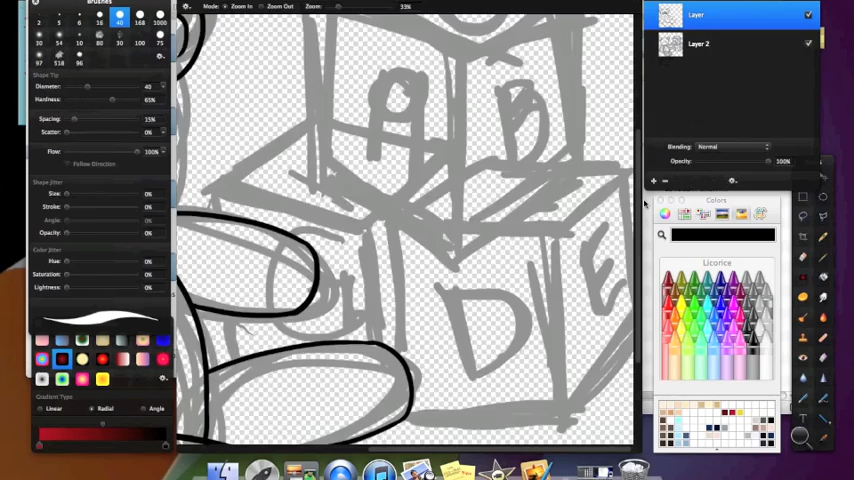 Brushes
Mode: Zoom In Zoom Out Zoom: 33%
2 5 6 16 40 168 1000
30 54 10 80 30 100 75
97 518 96
Shape Tip
Diameter: 40
Hardness: 65%
Spacing: 15%
Scatter: 0%
Flow: 100%
Follow Direction
Shape Jitter
Size: 0%
Stroke: 0%
Angle: 0%
Opacity: 0%
Color Jitter
Hue: 0%
Saturation: 0%
Lightness: 0%
Gradient Type
Linear Radial Angle
A B
D E
Layer
Layer 2
Blending: Normal
Opacity: 100%
Colors
Licorice